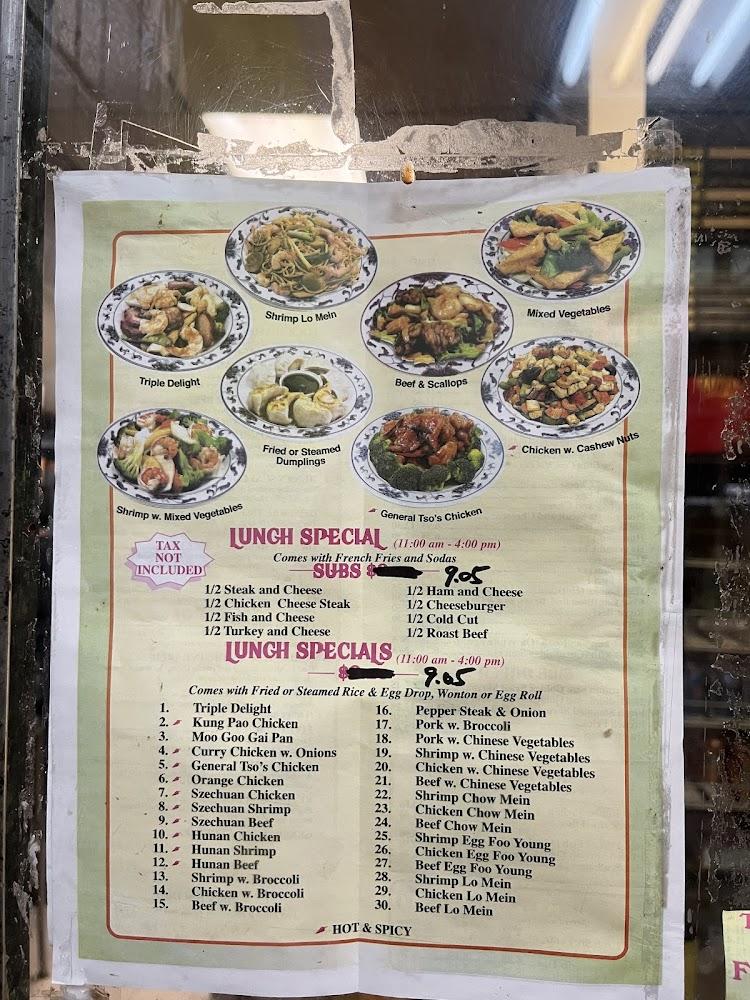 Shrimp Lo Mein
Mixed Vegetables
Triple Delight
Beef & Scallops
Fried or Steamed
Dumplings
Chicken w. Cashew Nuts
Shrimp w. Mixed Vegetables
General Tso's Chicken
TAX
NOT
INCLUDED
LUNCH SPECIAL (11:00 am - 4:00 pm)
Comes with French Fries and Sodas
SUBS $ 9.05
1/2 Steak and Cheese
1/2 Chicken Cheese Steak
1/2 Fish and Cheese
1/2 Turkey and Cheese
1/2 Ham and Cheese
1/2 Cheeseburger
1/2 Cold Cut
1/2 Roast Beef
LUNCH SPECIALS (11:00 am - 4:00 pm)
$ 9.05
Comes with Fried or Steamed Rice & Egg Drop, Wonton or Egg Roll
1. Triple Delight
2. Kung Pao Chicken
3. Moo Goo Gai Pan
4. Curry Chicken w. Onions
5. General Tso's Chicken
6. Orange Chicken
7. Szechuan Chicken
8. Szechuan Shrimp
9. Szechuan Beef
10. Hunan Chicken
11. Hunan Shrimp
12. Hunan Beef
13. Shrimp w. Broccoli
14. Chicken w. Broccoli
15. Beef w. Broccoli
16. Pepper Steak & Onion
17. Pork w. Broccoli
18. Pork w. Chinese Vegetables
19. Shrimp w. Chinese Vegetables
20. Chicken w. Chinese Vegetables
21. Beef w. Chinese Vegetables
22. Shrimp Chow Mein
23. Chicken Chow Mein
24. Beef Chow Mein
25. Shrimp Egg Foo Young
26. Chicken Egg Foo Young
27. Beef Egg Foo Young
28. Shrimp Lo Mein
29. Chicken Lo Mein
30. Beef Lo Mein
HOT & SPICY